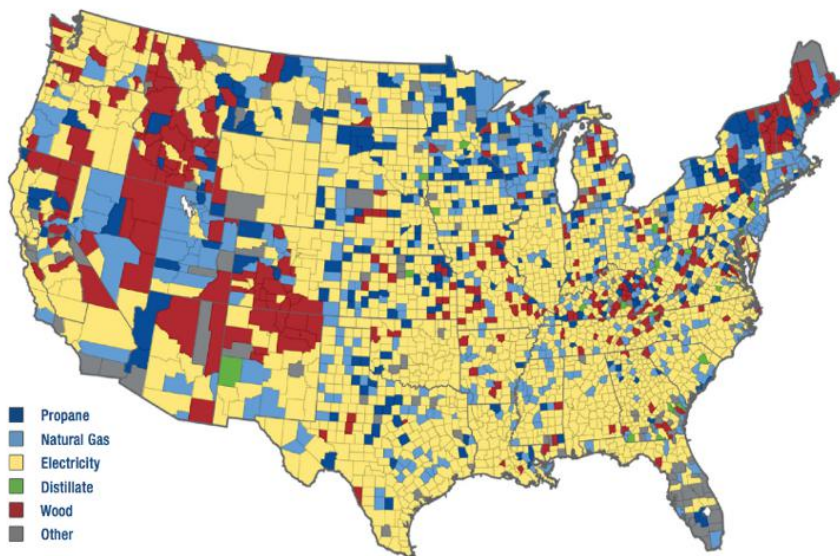 Propane
Natural Gas
Electricity
Distillate
Wood
Other